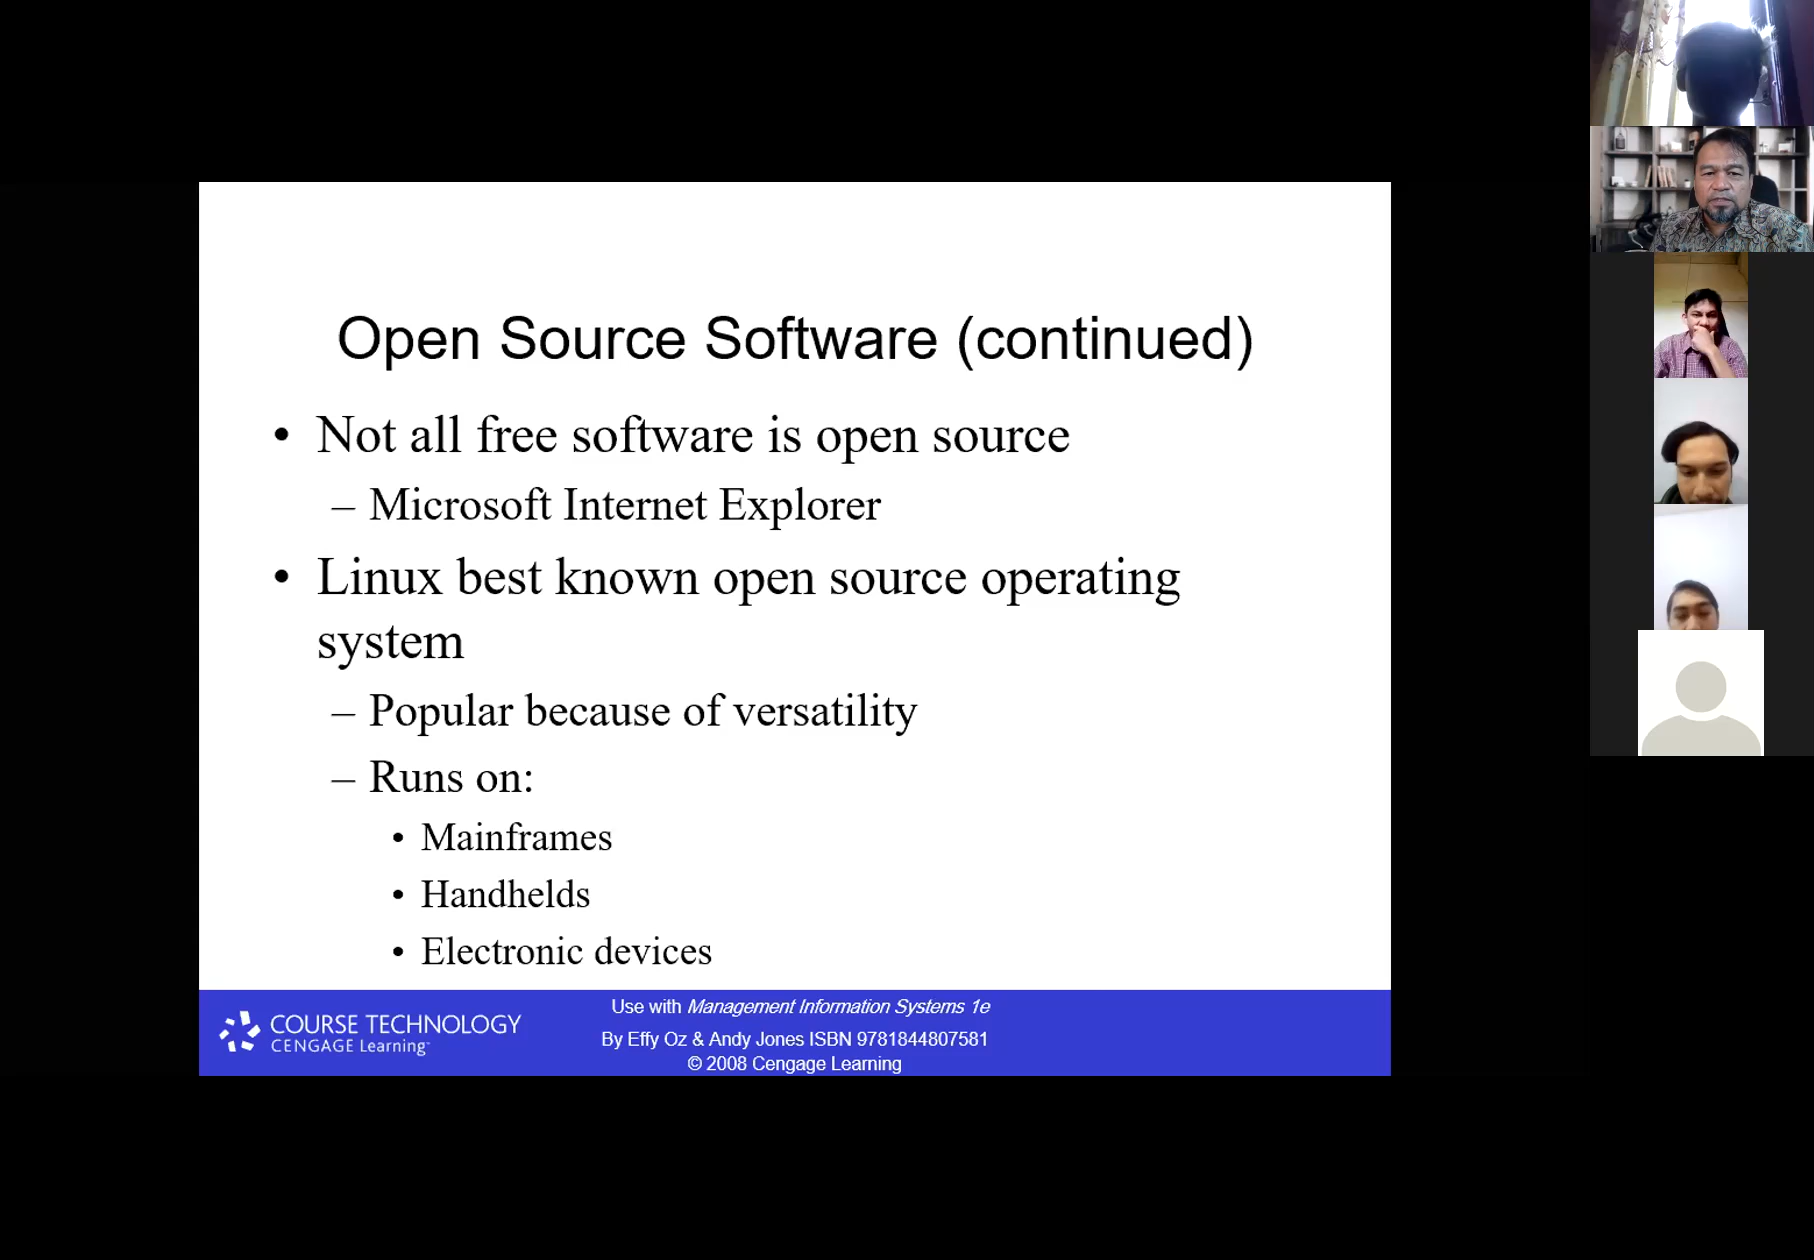 Open Source Software (continued)
• Not all free software is open source
– Microsoft Internet Explorer
• Linux best known open source operating
system
– Popular because of versatility
– Runs on:
• Mainframes
• Handhelds
• Electronic devices
COURSE TECHNOLOGY
CENGAGE Learning™
Use with Management Information Systems 1e
By Effy Oz & Andy Jones ISBN 9781844807581
© 2008 Cengage Learning